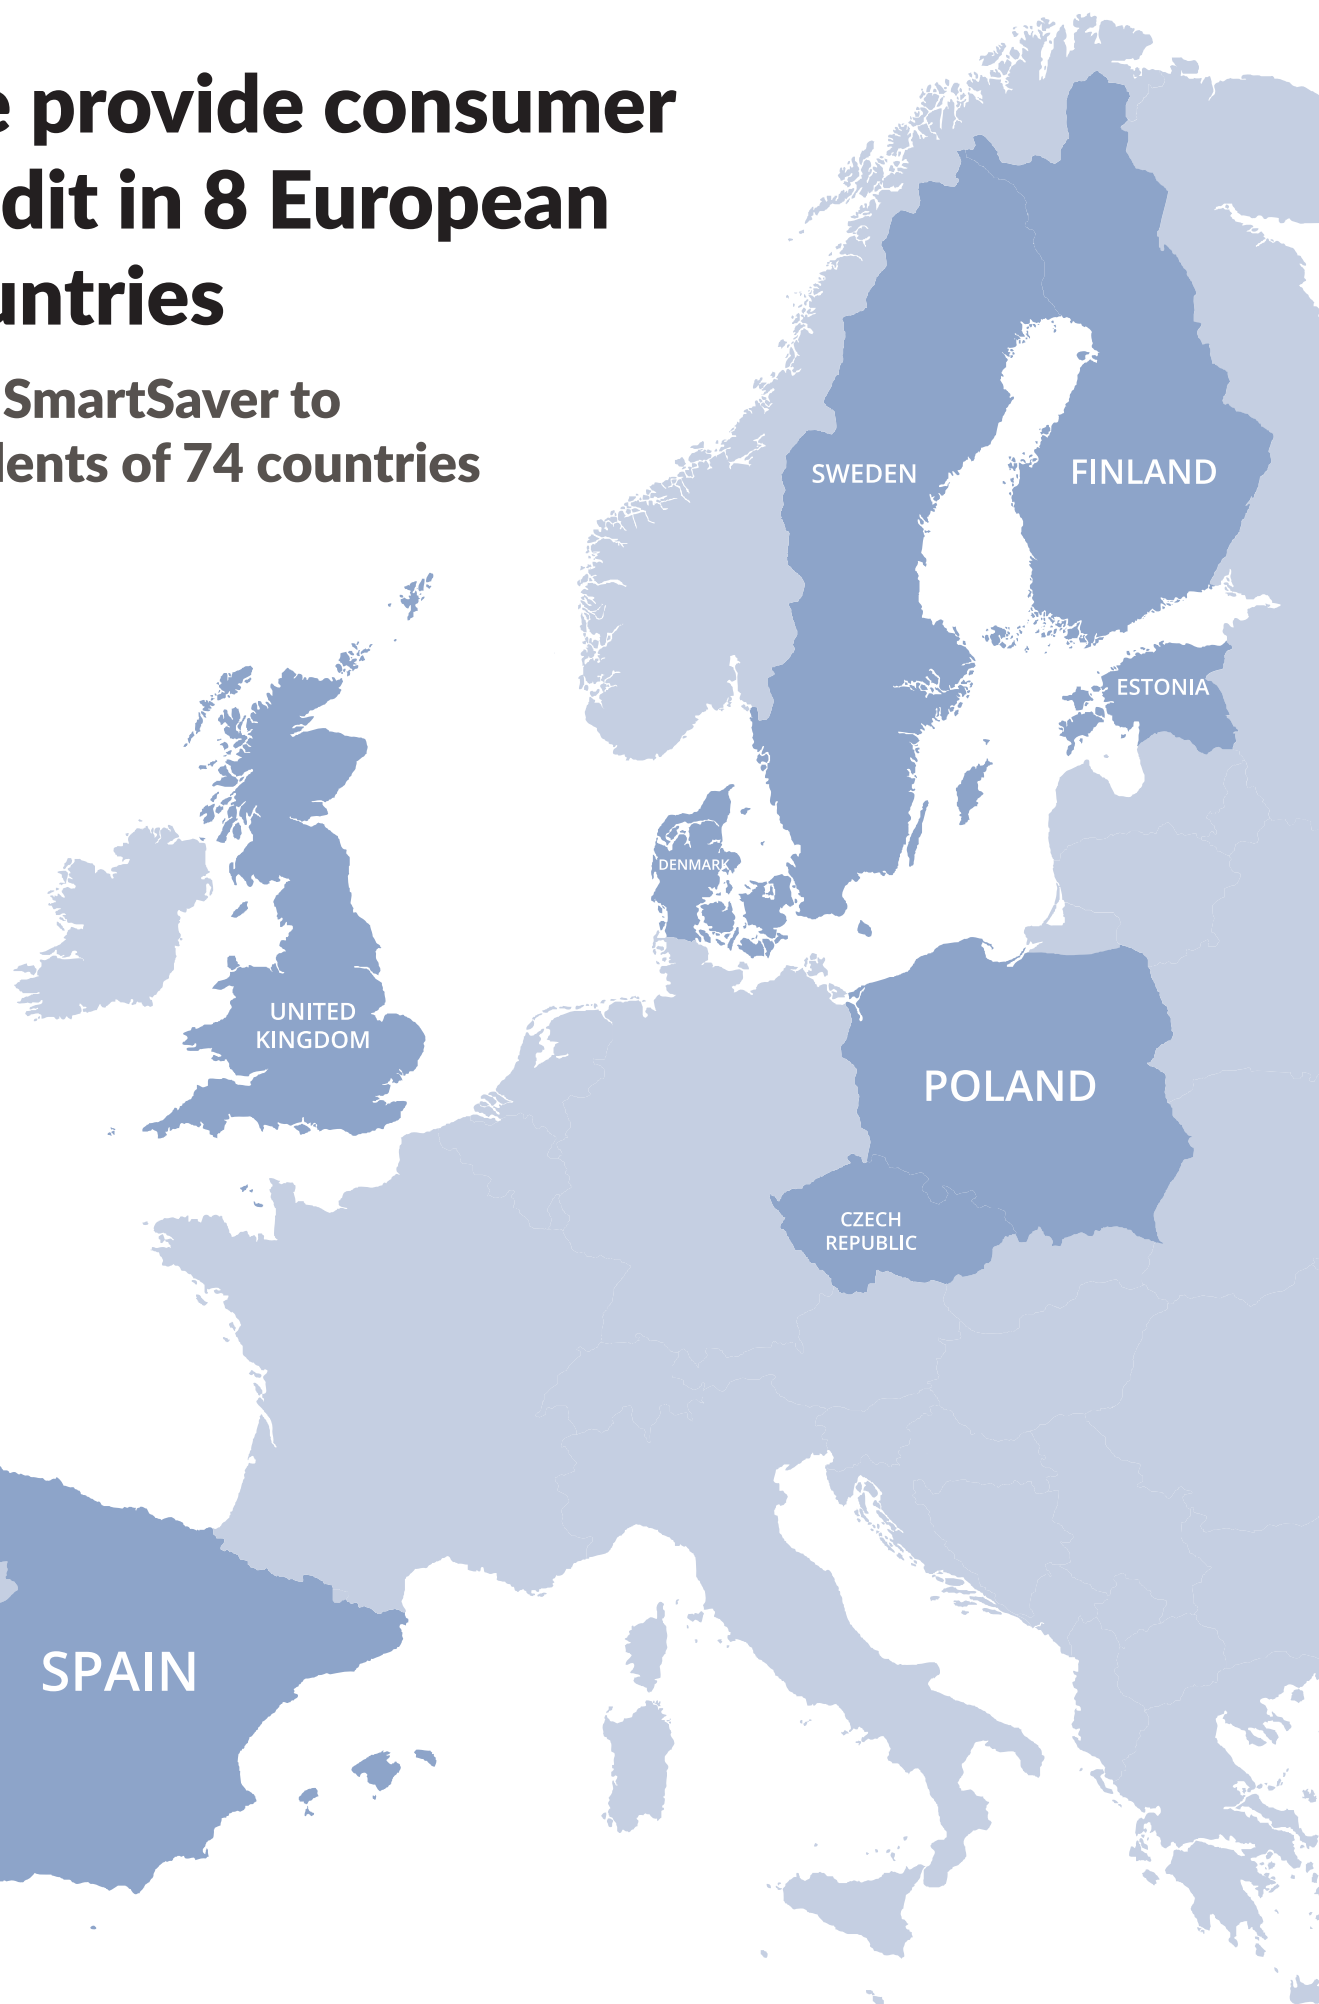 e provide consumer
dit in 8 European
untries
SmartSaver to
lents of 74 countries
SWEDEN
FINLAND
ESTONIA
DENMARK
UNITED
KINGDOM
POLAND
CZECH
REPUBLIC
SPAIN